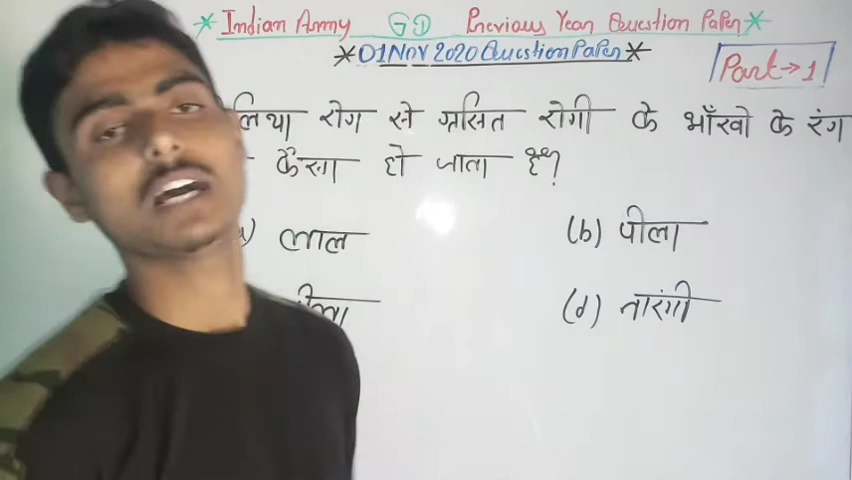 * Indian Army GD Previous Year Question Paper *
* 01 Nov 2020 Question Paper *
Part → 1
लिया रोग से ग्रसित रोगी के आँखो के रंग
कैसा हो जाता है?
लाल
(b) पीला
ीला
(d) नारंगी